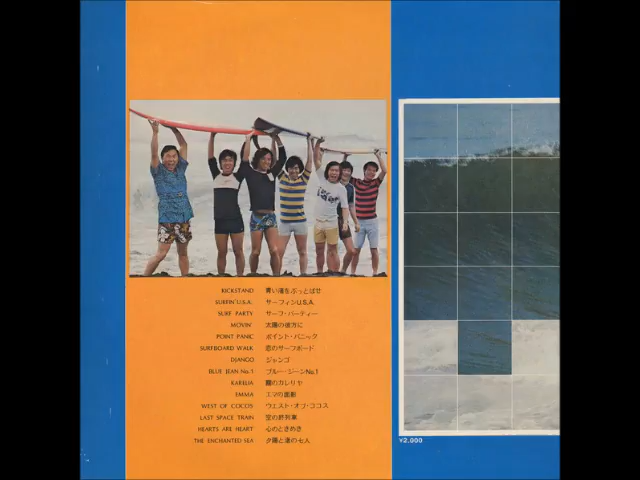 KICKSTAND 青い渚をぶっとばせ
SURFIN'U.S.A. サーフィンU.S.A.
SURF PARTY サーフ・パーティー
MOVIN' 太陽の彼方に
POINT PANIC ポイント・パニック
SURFBOARD WALK 恋のサーフボード
DJANGO ジャンゴ
BLUE JEAN No.1 ブルー・ジーンNo.1
KARELIA 霧のカレリヤ
EMMA エマの面影
WEST OF COCOS ウエスト・オブ・ココス
LAST SPACE TRAIN 空の終列車
HEARTS ARE HEART 心のときめき
THE ENCHANTED SEA 夕陽と渚の七人
¥2,000